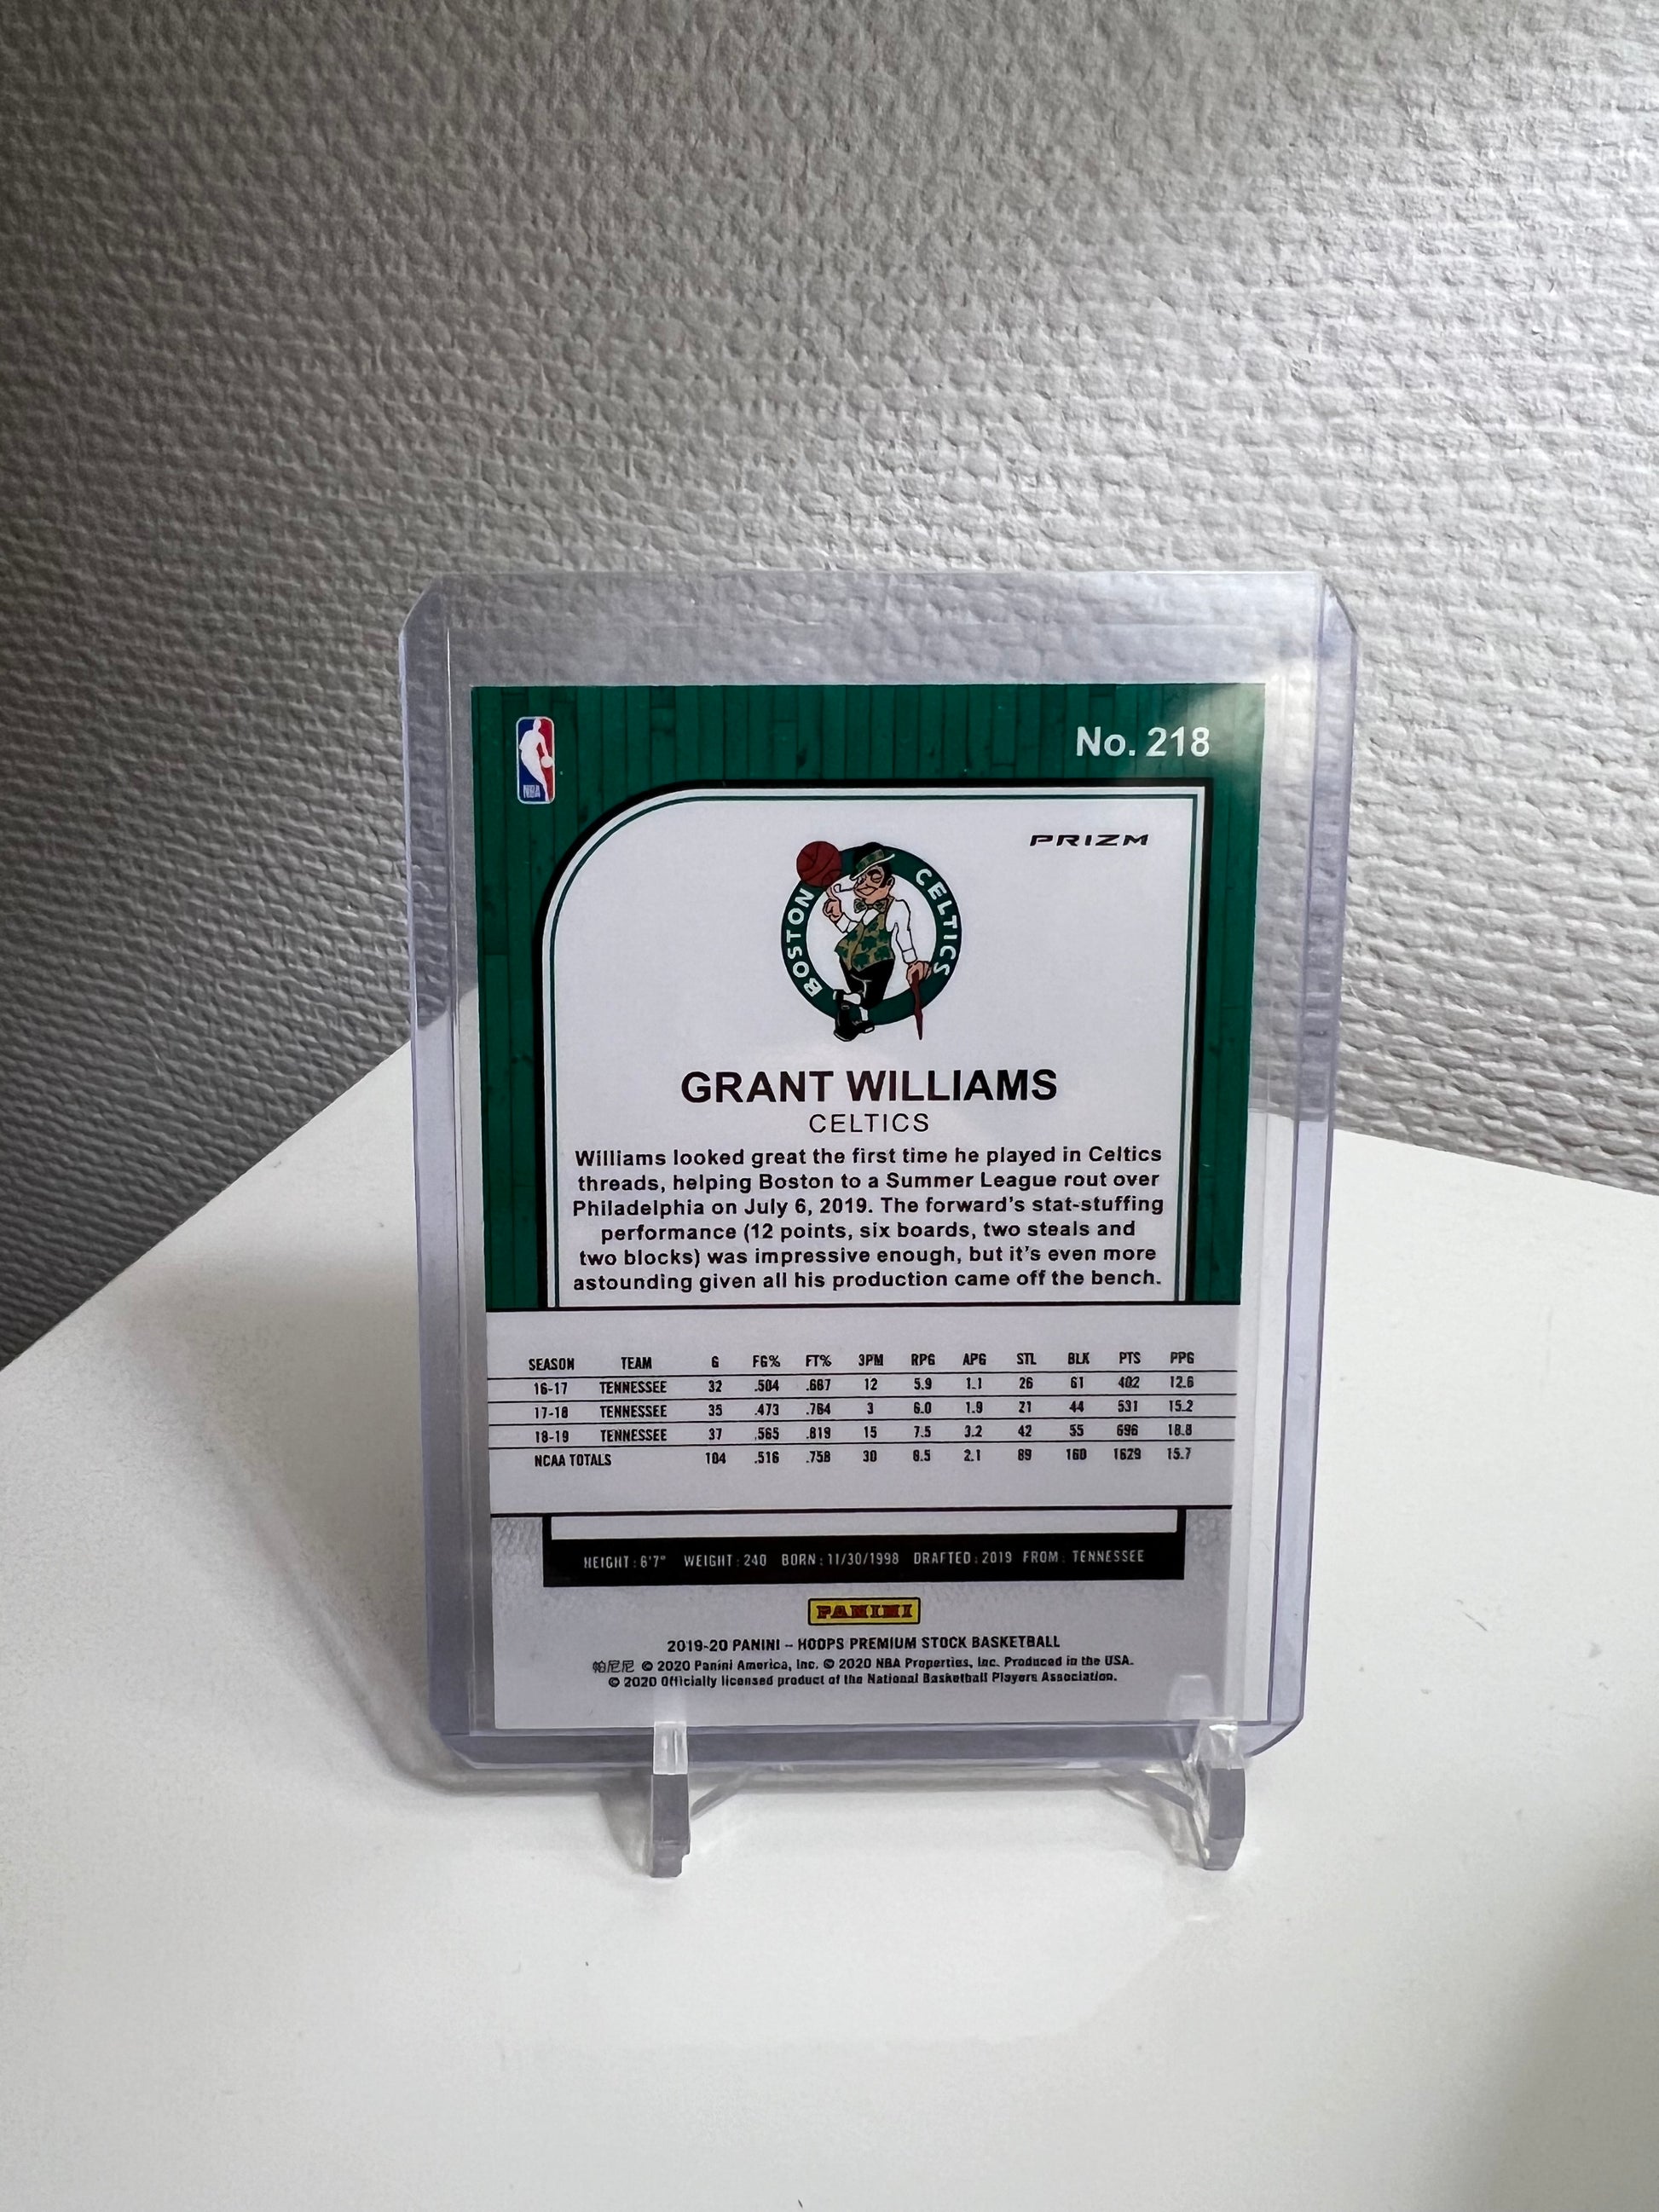 No. 218
NBA
PRIZM
BOSTON CELTICS
GRANT WILLIAMS
CELTICS
Williams looked great the first time he played in Celtics
threads, helping Boston to a Summer League rout over
Philadelphia on July 6, 2019. The forward's stat-stuffing
performance (12 points, six boards, two steals and
two blocks) was impressive enough, but it's even more
astounding given all his production came off the bench.
SEASON TEAM G FG% FT% 3PM RPG APG STL BLK PTS PPG
16-17 TENNESSEE 32 .504 .667 12 5.9 1.1 26 61 402 12.6
17-18 TENNESSEE 35 .473 .764 3 6.0 1.9 21 44 531 15.2
18-19 TENNESSEE 37 .565 .819 15 7.5 3.2 42 55 696 18.8
NCAA TOTALS 104 .516 .758 30 6.5 2.1 89 160 1629 15.7
HEIGHT: 6'7" WEIGHT: 240 BORN: 11/30/1998 DRAFTED: 2019 FROM: TENNESSEE
PANINI
2019-20 PANINI – HOOPS PREMIUM STOCK BASKETBALL
帕尼尼 © 2020 Panini America, Inc. © 2020 NBA Properties, Inc. Produced in the USA.
© 2020 Officially licensed product of the National Basketball Players Association.